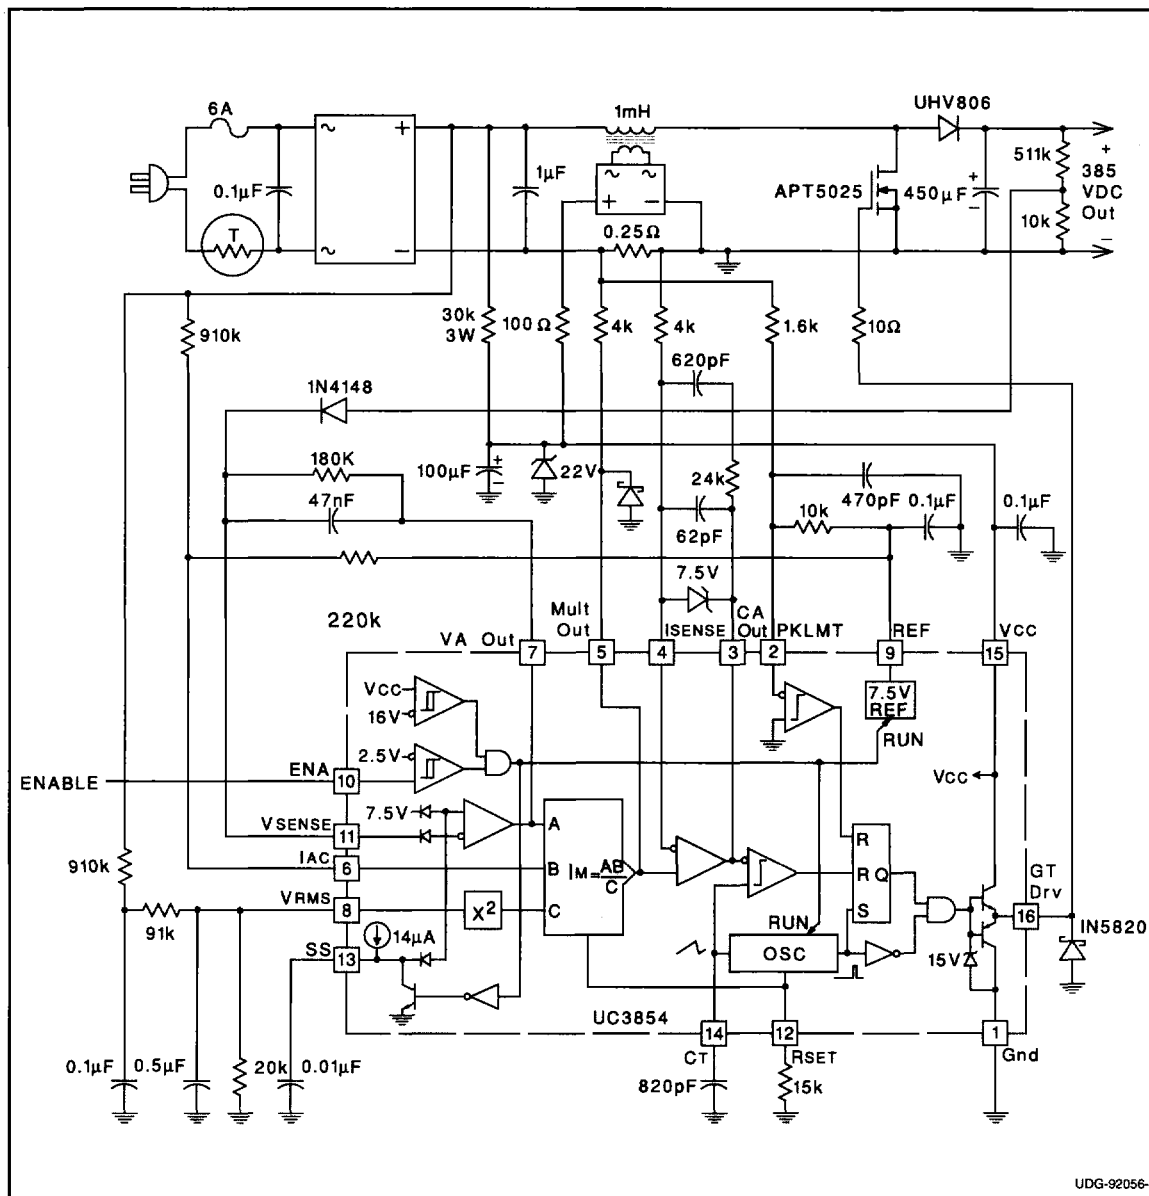 6A
1mH
UHV806
0.1µF
1µF
511k
+
385
VDC
Out
APT5025
450µF
10k
T
0.25Ω
910k
30k
3W
100Ω
4k
4k
1.6k
10Ω
620pF
1N4148
180K
100µF
22V
24k
470pF
47nF
62pF
10k
0.1µF
0.1µF
7.5V
220k
VA Out
Mult
Out
ISENSE
CA
Out
PKLMT
REF
VCC
7
5
4
3
2
9
15
VCC
16V
7.5V
REF
2.5V
RUN
ENABLE
ENA
10
VCC
7.5V
VSENSE
11
A
R
IAC
6
B
IM=AB/C
R Q
GT
Drv
910k
VRMS
8
X²
C
S
16
91k
14µA
RUN
IN5820
SS
13
OSC
15V
UC3854
14
12
1
CT
RSET
Gnd
0.1µF
0.5µF
20k
0.01µF
820pF
15k
UDG-92056-